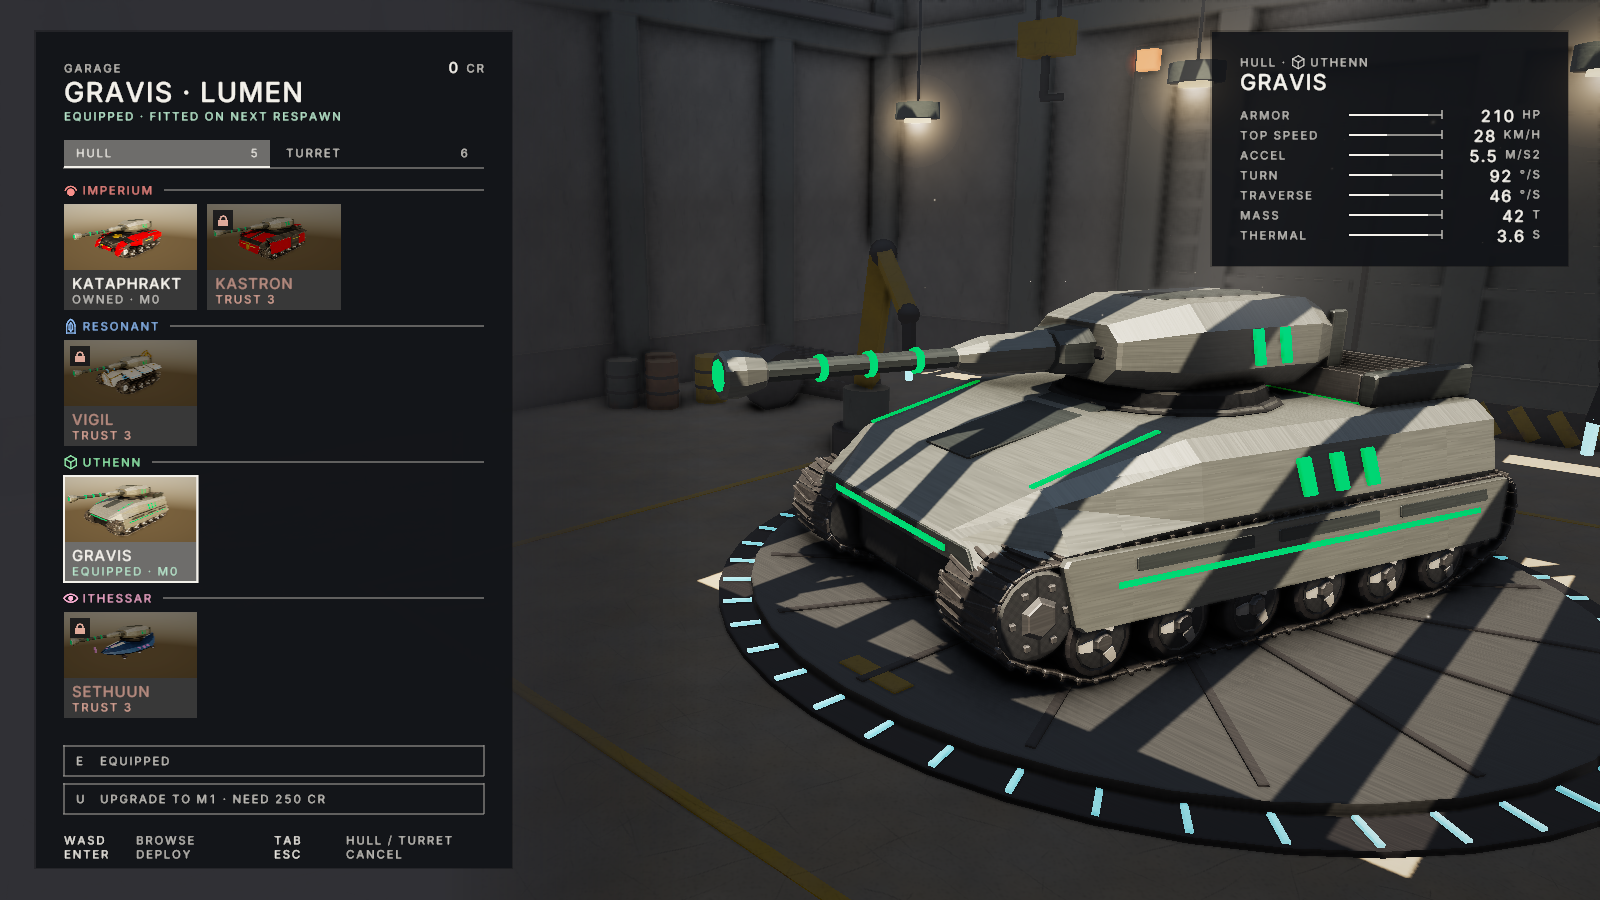 GARAGE 0 CR
GRAVIS · LUMEN
EQUIPPED · FITTED ON NEXT RESPAWN
HULL 5 TURRET 6
IMPERIUM
KATAPHRAKT
OWNED · M0
KASTRON
TRUST 3
RESONANT
VIGIL
TRUST 3
UTHENN
GRAVIS
EQUIPPED · M0
ITHESSAR
SETHUUN
TRUST 3
E EQUIPPED
U UPGRADE TO M1 · NEED 250 CR
WASD BROWSE TAB HULL / TURRET
ENTER DEPLOY ESC CANCEL
HULL · UTHENN
GRAVIS
ARMOR 210 HP
TOP SPEED 28 KM/H
ACCEL 5.5 M/S2
TURN 92 °/S
TRAVERSE 46 °/S
MASS 42 T
THERMAL 3.6 S